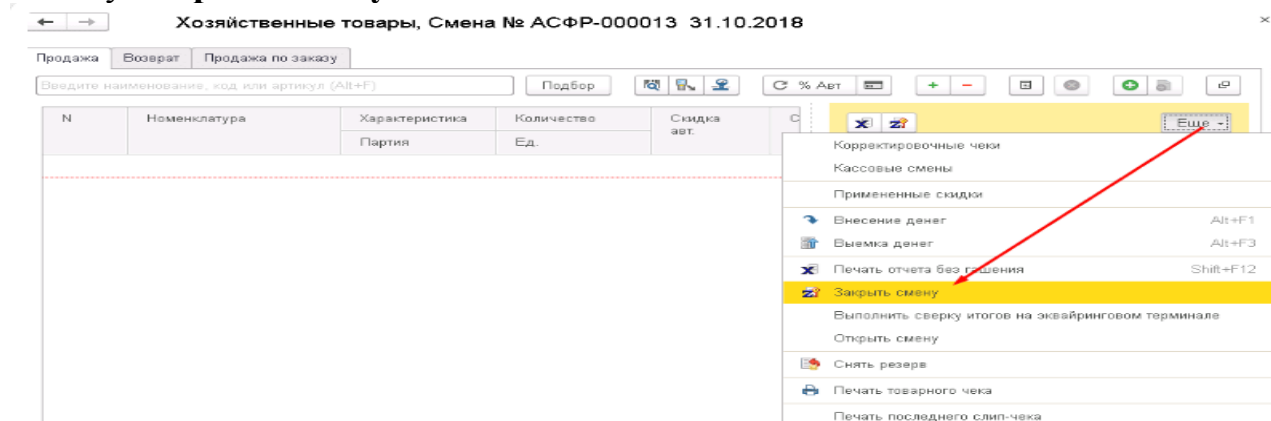 Хозяйственные товары, Смена № АСФР-000013 31.10.2018
Продажа Возврат Продажа по заказу
Введите наименование, код или артикул (Alt+F) Подбор % Авт
N Номенклатура Характеристика Количество Скидка авт. С
Партия Ед.
Еще
Корректировочные чеки
Кассовые смены
Примененные скидки
Внесение денег Alt+F1
Выемка денег Alt+F3
Печать отчета без гашения Shift+F12
Закрыть смену
Выполнить сверку итогов на эквайринговом терминале
Открыть смену
Снять резерв
Печать товарного чека
Печать последнего слип-чека